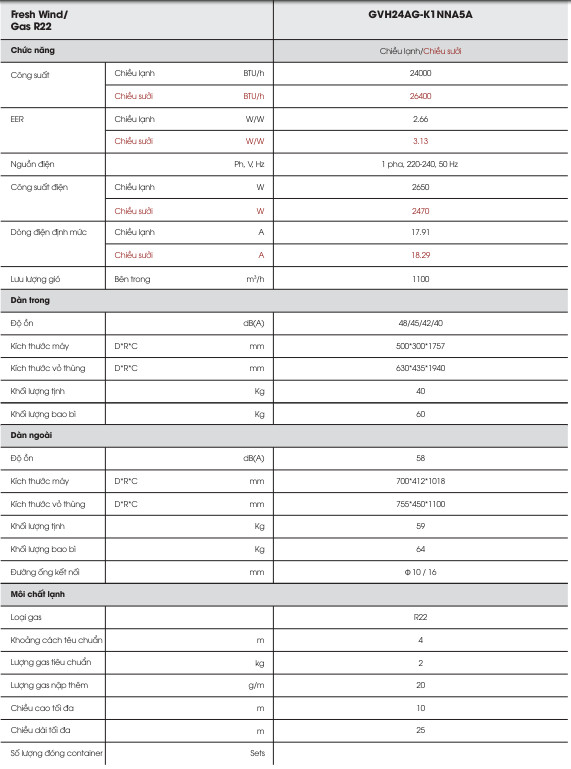 Fresh Wind/ GVH24AG-K1NNA5A
Gas R22
Chức năng Chiều lạnh/Chiều sưởi
Công suất Chiều lạnh BTU/h 24000
Chiều sưởi BTU/h 26400
EER Chiều lạnh W/W 2.66
Chiều sưởi W/W 3.13
Nguồn điện Ph, V, Hz 1 pha, 220-240, 50 Hz
Công suất điện Chiều lạnh W 2650
Chiều sưởi W 2470
Dòng điện định mức Chiều lạnh A 17.91
Chiều sưởi A 18.29
Lưu lượng gió Bên trong m³/h 1100
Dàn trong
Độ ồn dB(A) 48/45/42/40
Kích thước máy D*R*C mm 500*300*1757
Kích thước vỏ thùng D*R*C mm 630*435*1940
Khối lượng tịnh Kg 40
Khối lượng bao bì Kg 60
Dàn ngoài
Độ ồn dB(A) 58
Kích thước máy D*R*C mm 700*412*1018
Kích thước vỏ thùng D*R*C mm 755*450*1100
Khối lượng tịnh Kg 59
Khối lượng bao bì Kg 64
Đường ống kết nối mm Φ 10 / 16
Môi chất lạnh
Loại gas R22
Khoảng cách têu chuẩn m 4
Lượng gas tiêu chuẩn kg 2
Lượng gas nạp thêm g/m 20
Chiều cao tối đa m 10
Chiều dài tối đa m 25
Số lượng đóng container Sets